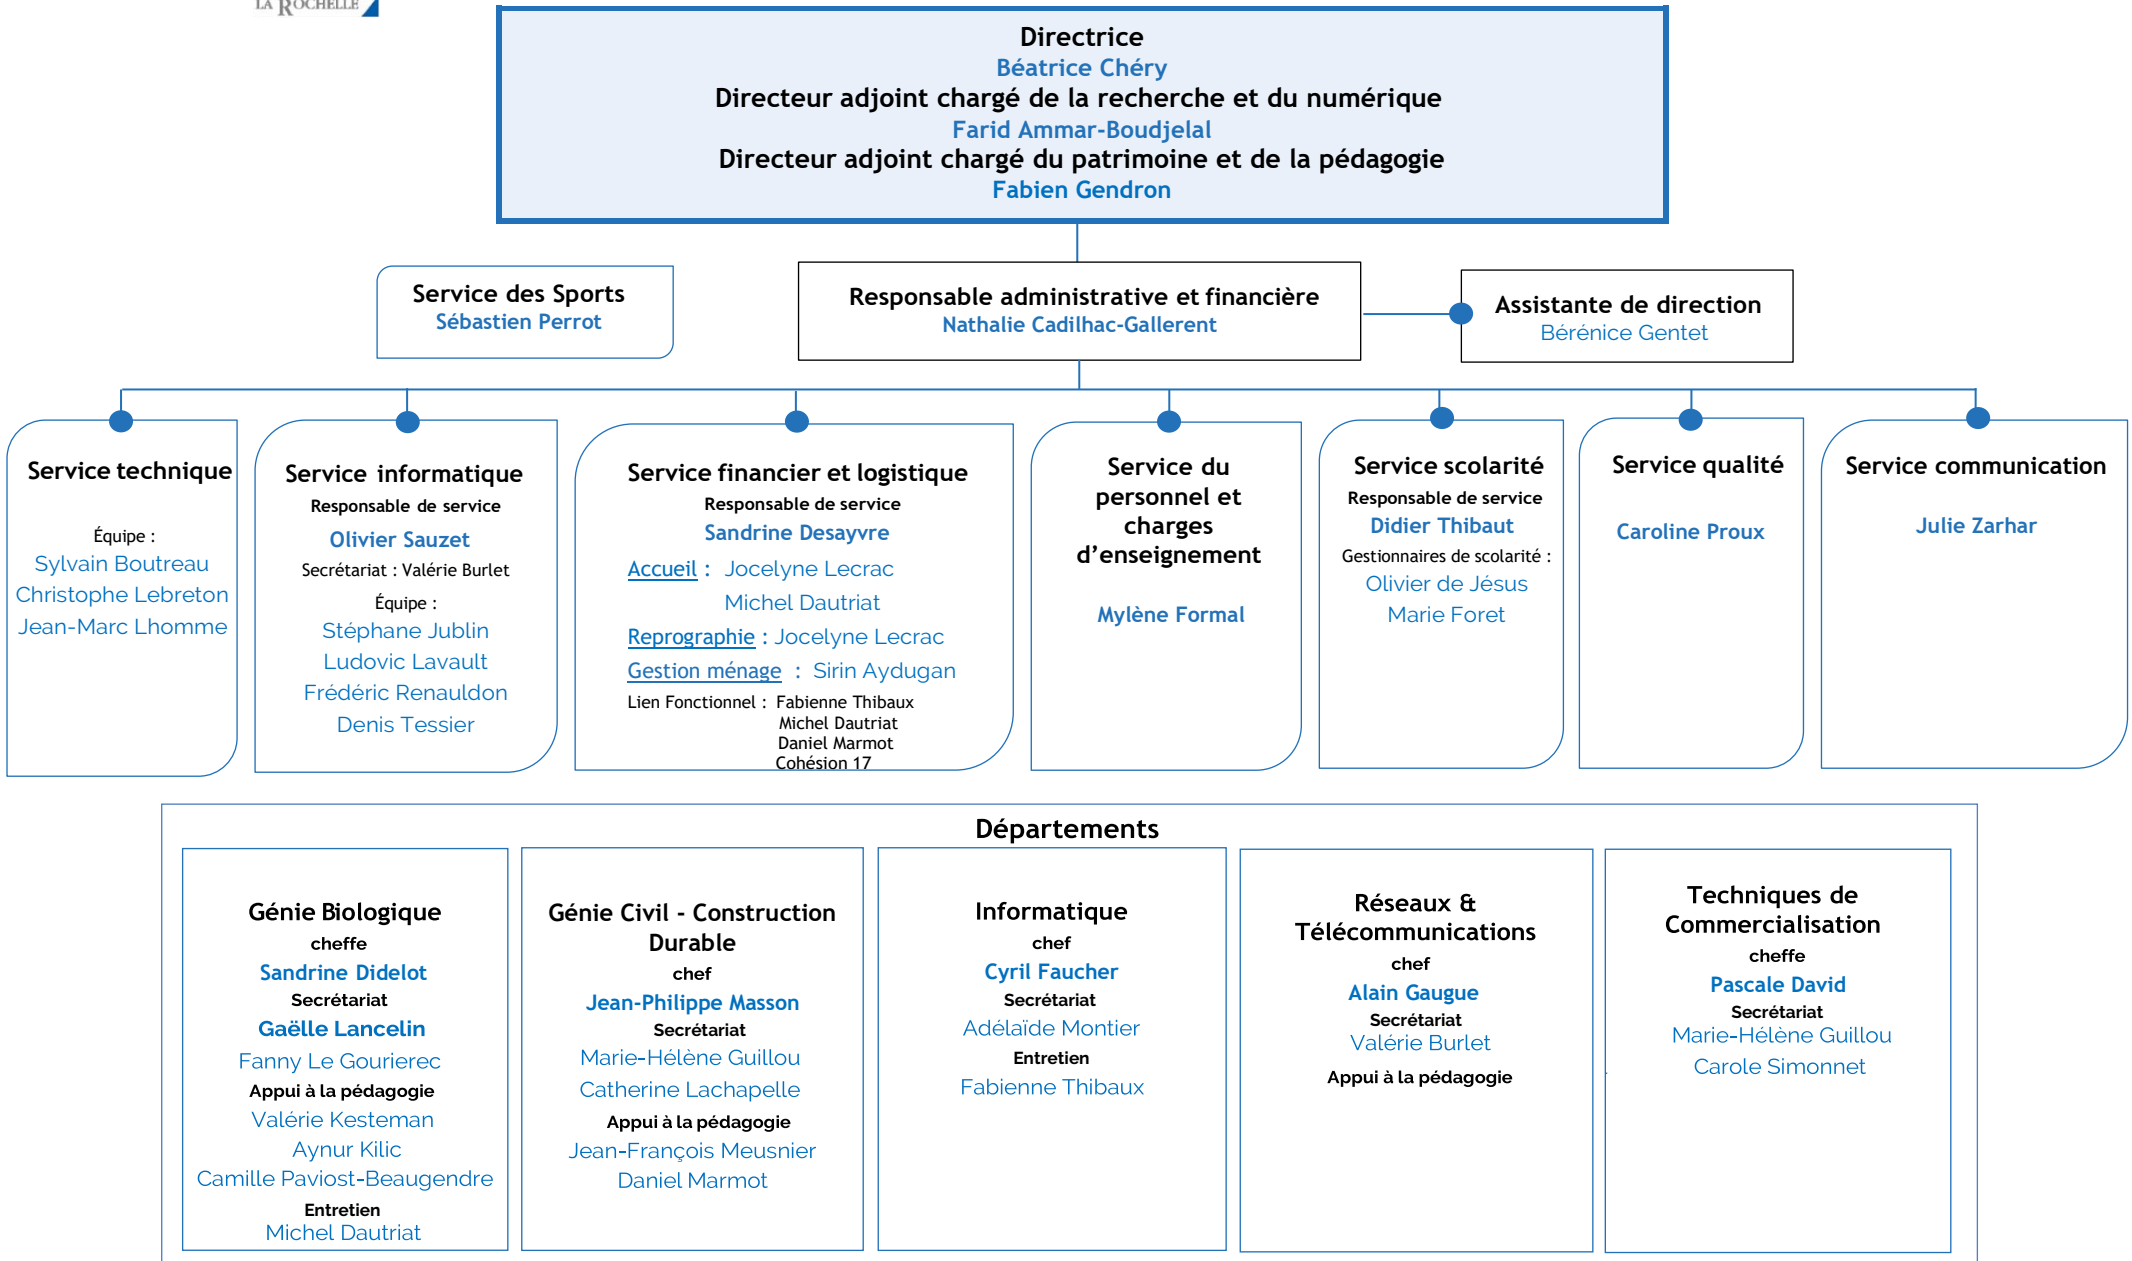 LA ROCHELLE
Directrice
Béatrice Chéry
Directeur adjoint chargé de la recherche et du numérique
Farid Ammar-Boudjelal
Directeur adjoint chargé du patrimoine et de la pédagogie
Fabien Gendron
Service des Sports
Sébastien Perrot
Responsable administrative et financière
Nathalie Cadilhac-Gallerent
Assistante de direction
Bérénice Gentet
Service technique
Équipe :
Sylvain Boutreau
Christophe Lebreton
Jean-Marc Lhomme
Service informatique
Responsable de service
Olivier Sauzet
Secrétariat : Valérie Burlet
Équipe :
Stéphane Jublin
Ludovic Lavault
Frédéric Renauldon
Denis Tessier
Service financier et logistique
Responsable de service
Sandrine Desayvre
Accueil : Jocelyne Lecrac
Michel Dautriat
Reprographie : Jocelyne Lecrac
Gestion ménage : Sirin Aydugan
Lien Fonctionnel : Fabienne Thibaux
Michel Dautriat
Daniel Marmot
Cohésion 17
Service du
personnel et
charges
d'enseignement
Mylène Formal
Service scolarité
Responsable de service
Didier Thibaut
Gestionnaires de scolarité :
Olivier de Jésus
Marie Foret
Service qualité
Caroline Proux
Service communication
Julie Zarhar
Départements
Génie Biologique
cheffe
Sandrine Didelot
Secrétariat
Gaëlle Lancelin
Fanny Le Gourierec
Appui à la pédagogie
Valérie Kesteman
Aynur Kilic
Camille Paviost-Beaugendre
Entretien
Michel Dautriat
Génie Civil - Construction
Durable
chef
Jean-Philippe Masson
Secrétariat
Marie-Hélène Guillou
Catherine Lachapelle
Appui à la pédagogie
Jean-François Meusnier
Daniel Marmot
Informatique
chef
Cyril Faucher
Secrétariat
Adélaïde Montier
Entretien
Fabienne Thibaux
Réseaux &
Télécommunications
chef
Alain Gaugue
Secrétariat
Valérie Burlet
Appui à la pédagogie
Techniques de
Commercialisation
cheffe
Pascale David
Secrétariat
Marie-Hélène Guillou
Carole Simonnet